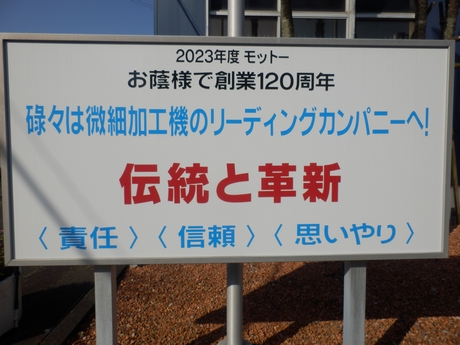 2023年度 モットー
お蔭様で創業120周年
碌々は微細加工機のリーディングカンパニーへ!
伝統と革新
〈 責任 〉〈 信頼 〉〈 思いやり 〉